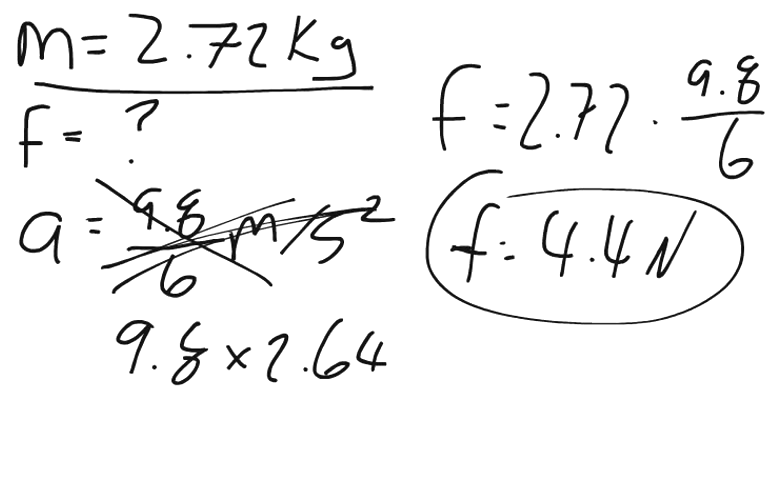 m = 2.72 Kg
f = ?
a = 9.8/6 m/s²
9.8 x 2.64
f = 2.72 · 9.8/6
f = 4.4 N